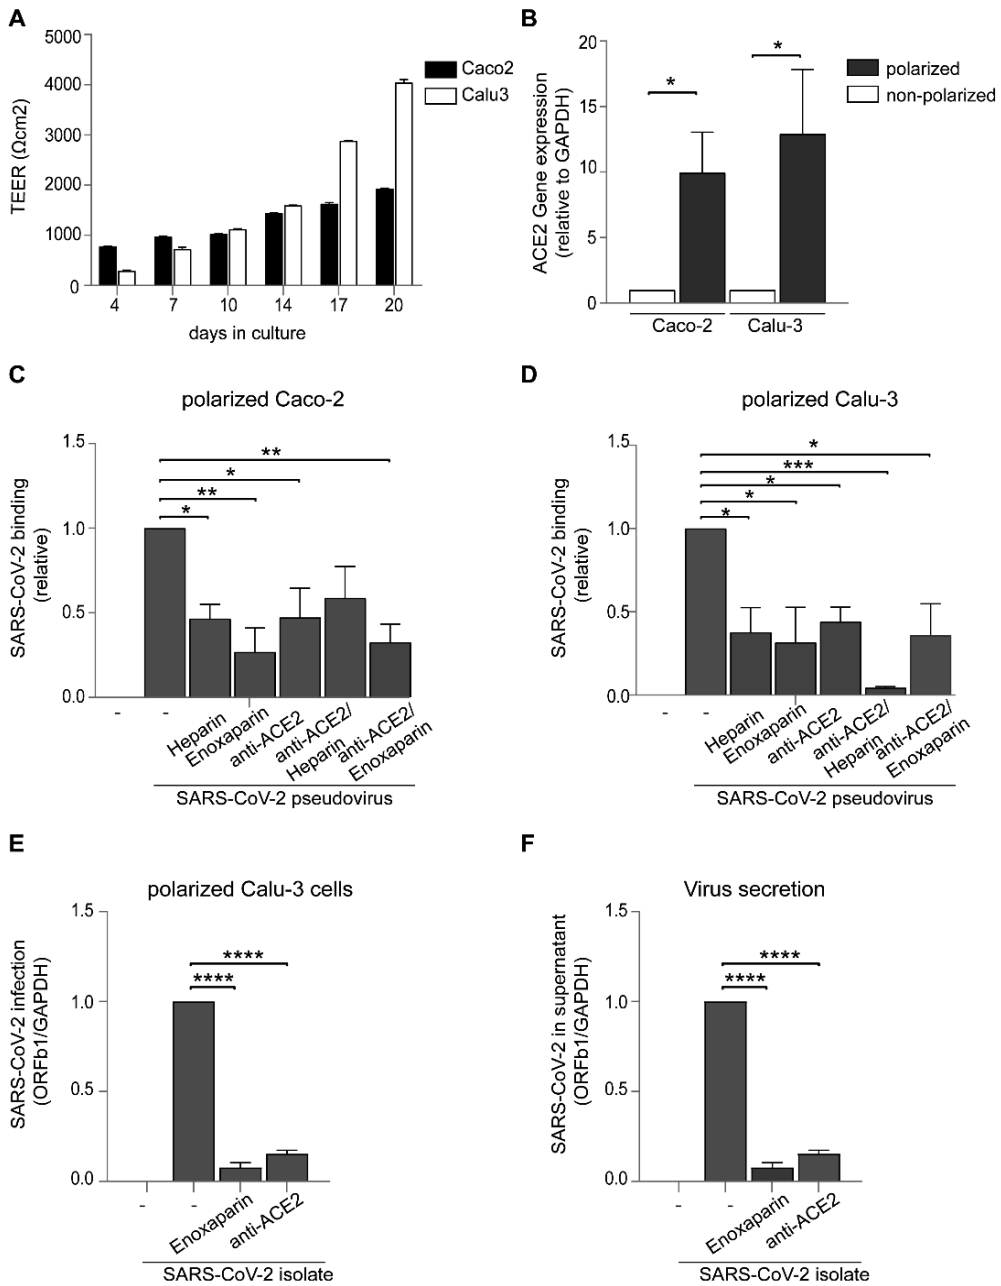 A
TEER (Ωcm2)
5000
4000
3000
2000
1000
0
4 7 10 14 17 20
days in culture
Caco2
Calu3
B
ACE2 Gene expression
(relative to GAPDH)
20
15
10
5
0
*
*
Caco-2 Calu-3
polarized
non-polarized
C
polarized Caco-2
SARS-CoV-2 binding
(relative)
1.5
1.0
0.5
0.0
**
*
**
*
-
-
Heparin
Enoxaparin
anti-ACE2
anti-ACE2/
Heparin
anti-ACE2/
Enoxaparin
SARS-CoV-2 pseudovirus
D
polarized Calu-3
SARS-CoV-2 binding
(relative)
1.5
1.0
0.5
0.0
*
***
*
*
*
-
-
Heparin
Enoxaparin
anti-ACE2
anti-ACE2/
Heparin
anti-ACE2/
Enoxaparin
SARS-CoV-2 pseudovirus
E
polarized Calu-3 cells
SARS-CoV-2 infection
(ORFb1/GAPDH)
1.5
1.0
0.5
0.0
****
****
-
-
Enoxaparin
anti-ACE2
SARS-CoV-2 isolate
F
Virus secretion
SARS-CoV-2 in supernatant
(ORFb1/GAPDH)
1.5
1.0
0.5
0.0
****
****
-
-
Enoxaparin
anti-ACE2
SARS-CoV-2 isolate